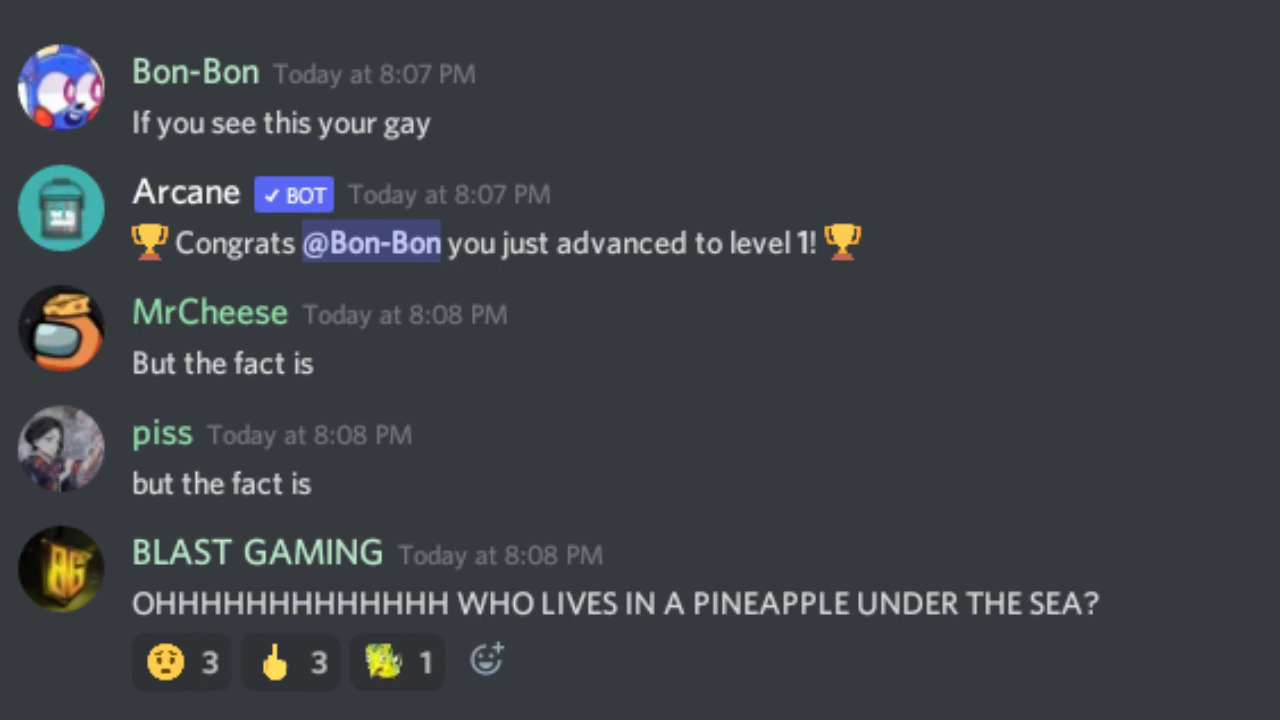 Bon-Bon Today at 8:07 PM
If you see this your gay
Arcane ✓ BOT Today at 8:07 PM
🏆 Congrats @Bon-Bon you just advanced to level 1! 🏆
MrCheese Today at 8:08 PM
But the fact is
piss Today at 8:08 PM
but the fact is
BLAST GAMING Today at 8:08 PM
OHHHHHHHHHHHHH WHO LIVES IN A PINEAPPLE UNDER THE SEA?
3 3 1